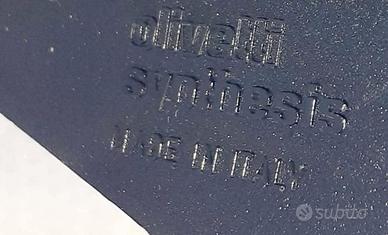 olivetti
synthesis
MADE IN ITALY
subito